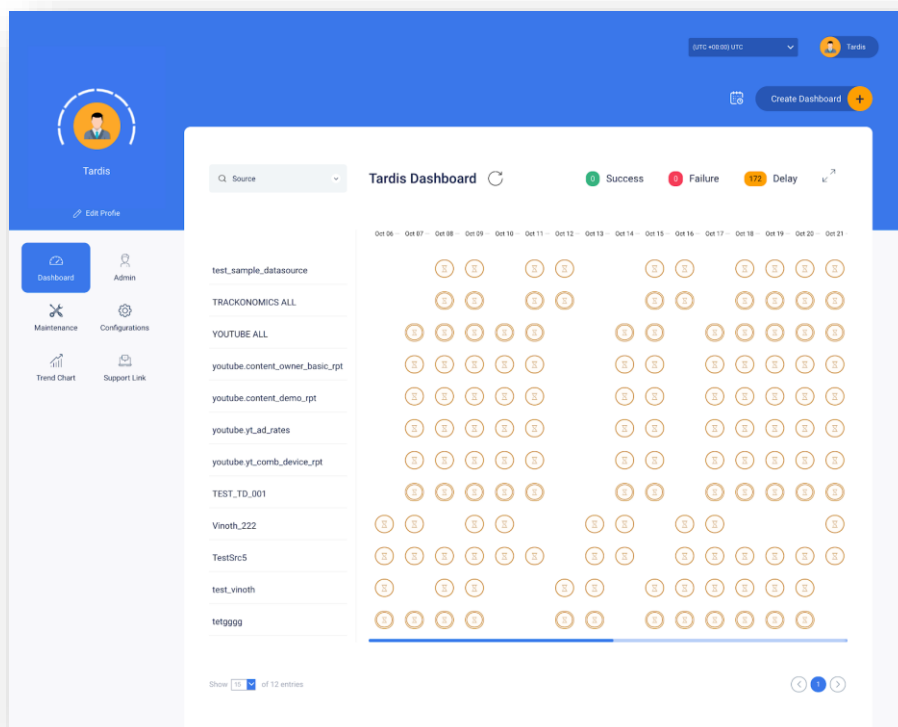 (UTC +00:00) UTC
Tardis
Create Dashboard
Tardis
Edit Profie
Dashboard
Admin
Maintenance
Configurations
Trend Chart
Support Link
Source
Tardis Dashboard
0 Success
0 Failure
172 Delay
Oct 06 Oct 07 Oct 08 Oct 09 Oct 10 Oct 11 Oct 12 Oct 13 Oct 14 Oct 15 Oct 16 Oct 17 Oct 18 Oct 19 Oct 20 Oct 21
test_sample_datasource
TRACKONOMICS ALL
YOUTUBE ALL
youtube.content_owner_basic_rpt
youtube.content_demo_rpt
youtube.yt_ad_rates
youtube.yt_comb_device_rpt
TEST_TD_001
Vinoth_222
TestSrc5
test_vinoth
tetgggg
Show 15 of 12 entries
1